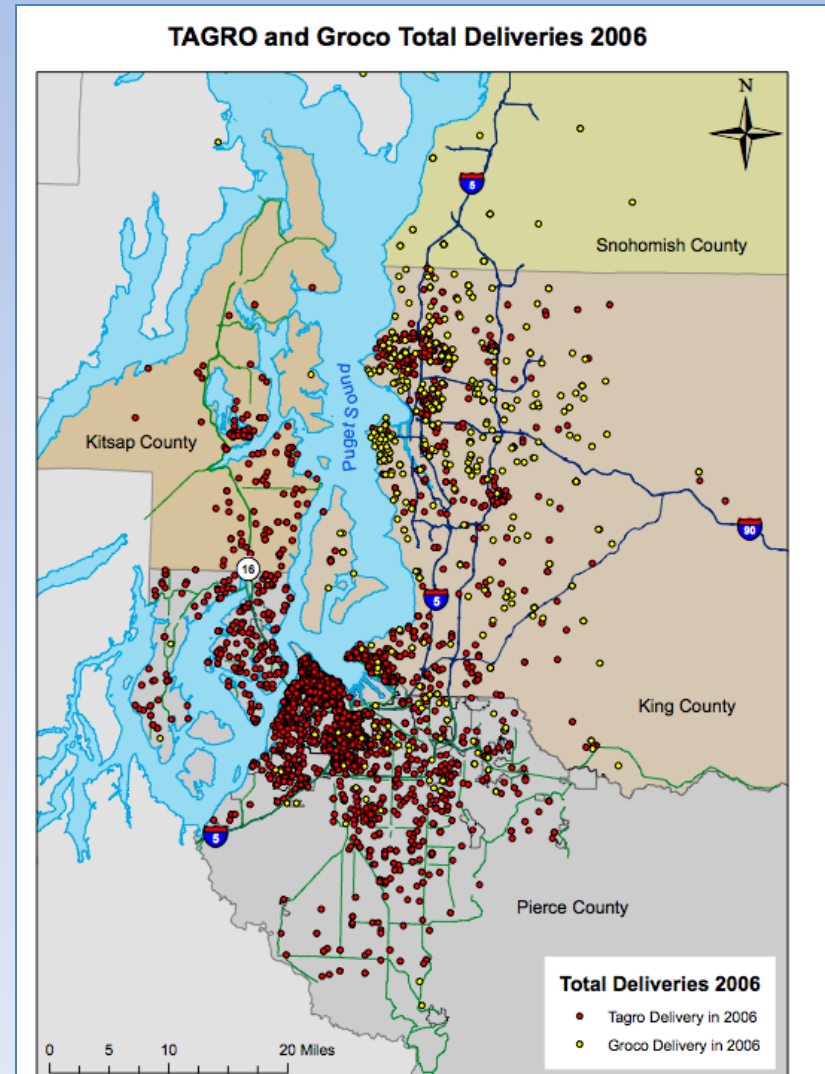 TAGRO and Groco Total Deliveries 2006
N
5
Snohomish County
Puget Sound
Kitsap County
90
16
5
King County
5
Pierce County
Total Deliveries 2006
Tagro Delivery in 2006
Groco Delivery in 2006
0 5 10 20 Miles